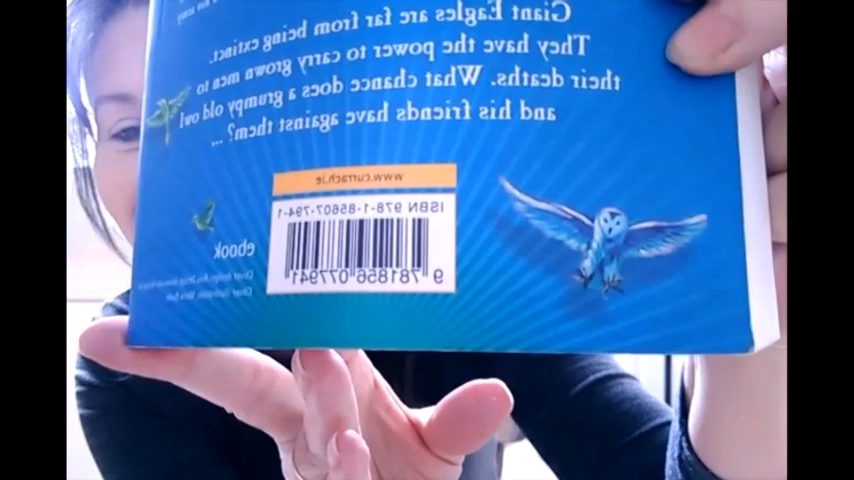 Giant Eagles are far from being extinct.
They have the power to carry grown men to
their deaths. What chance does a grumpy old owl
and his friends have against them? ...
www.currach.ie
ISBN 978-1-85607-794-1
9 781856 077941
ebook